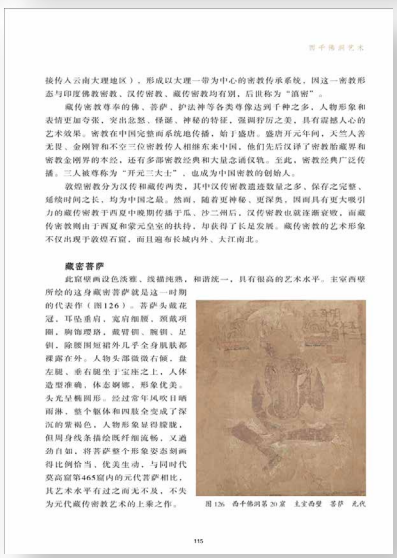 西千佛洞艺术
接传入云南大理地区），形成以大理一带为中心的密教传承系统，因这一密教形
态与印度佛教密教、汉传密教、藏传密教均有别，后世称为“滇密”。
藏传密教尊奉的佛、菩萨、护法神等各类尊像达到千种之多，人物形象和
表情更加夸张，突出忿怒、怪诞、神秘的特征，强调狞厉之美，具有震撼人心的
艺术效果。密教在中国完整而系统地传播，始于盛唐。盛唐开元年间，天竺人善
无畏、金刚智和不空三位密教传人相继东来中国，他们先后汉译了密教胎藏界和
密教金刚界的本经，还有多部密教经典和大量念诵仪轨。至此，密教经典广泛传
播。三人被尊称为“开元三大士”，也成为中国密教的创始人。
敦煌密教分为汉传和藏传两类，其中汉传密教遗迹数量之多、保存之完整、
延续时间之长，均为中国之最。然而，随着更神秘、更深奥，因而具有更大吸引
力的藏传密教于西夏中晚期传播于瓜、沙二州后，汉传密教也就逐渐衰败，而藏
传密教则由于西夏和蒙元皇室的扶持，却获得了长足发展。藏传密教的艺术形象
不仅出现于敦煌石窟，而且遍布长城内外、大江南北。
藏密菩萨
此窟壁画设色淡雅，线描纯熟，和谐统一，具有很高的艺术水平。主室西壁
所绘的这身藏密菩萨就是这一时期
的代表作（图126）。菩萨头戴花
冠，耳坠垂肩，宽肩细腰，颈戴项
圈，胸饰璎珞，戴臂钏、腕钏、足
钏，除腰围短裙外几乎全身肌肤都
裸露在外。人物头部微微右倾，盘
左腿，垂右腿坐于宝座之上，人体
造型准确，体态婀娜，形象优美。
头光呈椭圆形。经过常年风吹日晒
雨淋，整个躯体和四肢全变成了深
沉的紫褐色，人物形象显得朦胧，
但周身线条描绘既纤细流畅，又遒
劲自如，将菩萨整个形象姿态刻画
得比例恰当、优美生动，与同时代
莫高窟第465窟内的元代菩萨相比，
其艺术水平有过之而无不及，不失
为元代藏传密教艺术的上乘之作。
图 126 西千佛洞第 20 窟 主室西壁 菩萨 元代
115